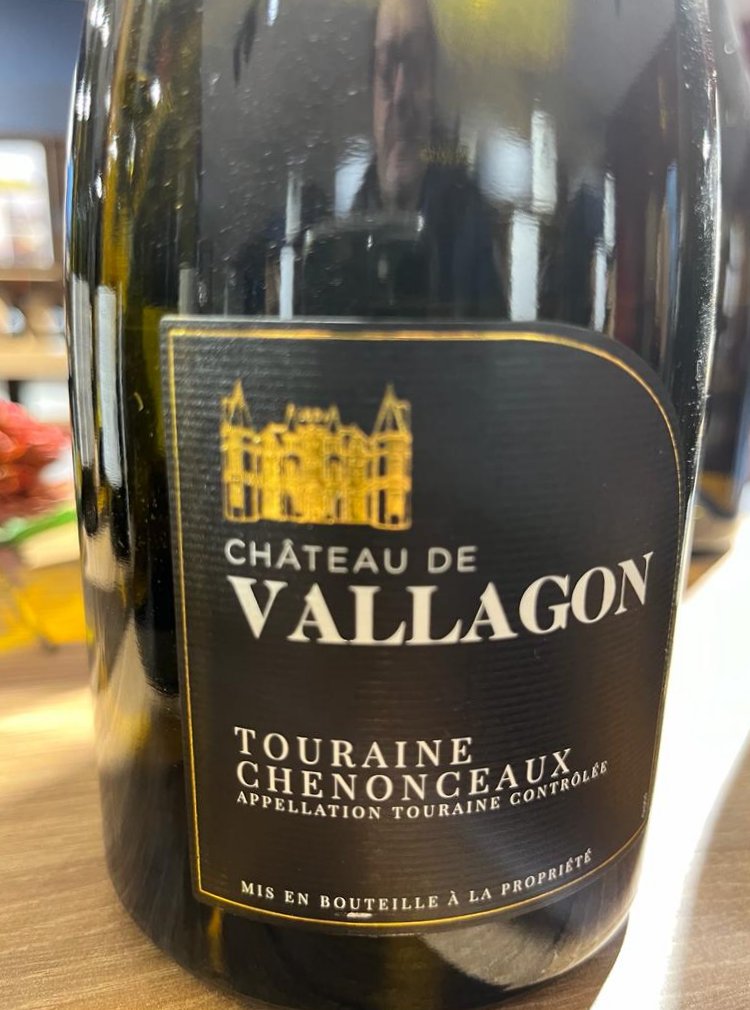 CHÂTEAU DE
VALLAGON
TOURAINE
CHENONCEAUX
APPELLATION TOURAINE CONTRÔLÉE
MIS EN BOUTEILLE À LA PROPRIÉTÉ